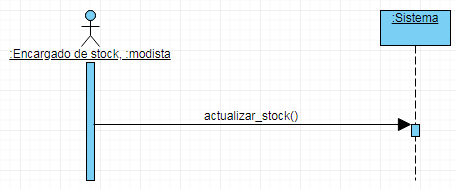 :Sistema
:Encargado de stock, :modista
actualizar_stock()